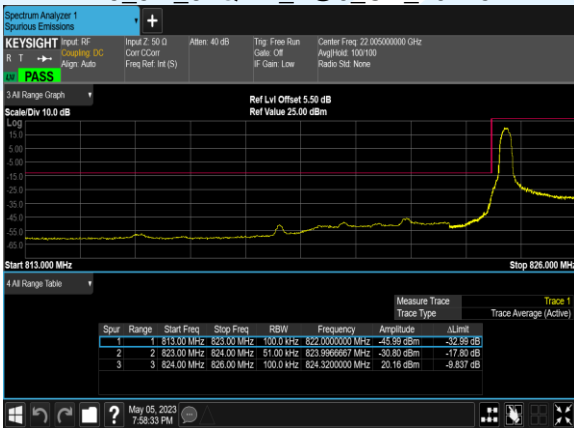 Spectrum Analyzer 1
Spurious Emissions
KEYSIGHT Input: RF Input Z: 50 Ω Atten: 40 dB Trig: Free Run Center Freq: 22.005000000 GHz
R T Coupling: DC Corr CCorr Gate: Off Avg|Hold: 100/100
Align: Auto Freq Ref: Int (S) IF Gain: Low Radio Std: None
LW PASS
3 All Range Graph
Ref Lvl Offset 5.50 dB
Scale/Div 10.0 dB Ref Value 25.00 dBm
Log
15.0
5.00
-5.00
-15.0
-25.0
-35.0
-45.0
-55.0
-65.0
Start 813.000 MHz Stop 826.000 MHz
4 All Range Table
Measure Trace Trace 1
Trace Type Trace Average (Active)
Spur Range Start Freq Stop Freq RBW Frequency Amplitude ΔLimit
1 1 813.00 MHz 823.00 MHz 100.0 kHz 822.0000000 MHz -45.99 dBm -32.99 dB
2 2 823.00 MHz 824.00 MHz 51.00 kHz 823.9966667 MHz -30.80 dBm -17.80 dB
3 3 824.00 MHz 826.00 MHz 100.0 kHz 824.3200000 MHz 20.16 dBm -9.837 dB
? May 05, 2023
7:58:33 PM